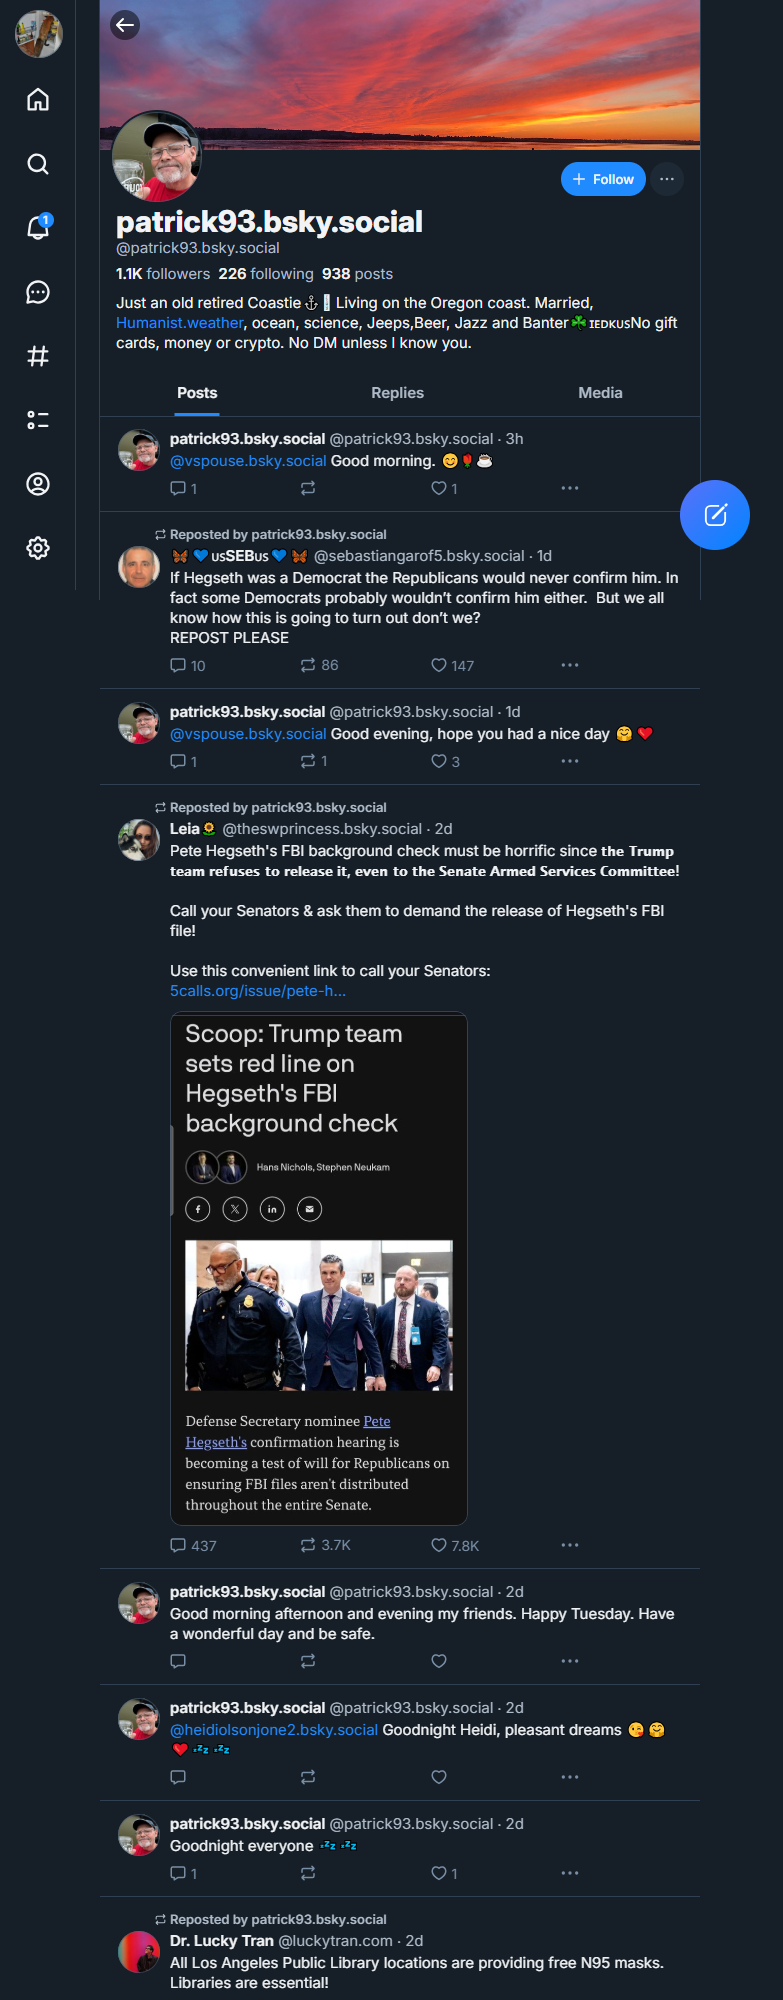 1
patrick93.bsky.social
@patrick93.bsky.social
+ Follow
1.1K followers 226 following 938 posts
Just an old retired Coastie⚓ Living on the Oregon coast. Married,
Humanist.weather, ocean, science, Jeeps,Beer, Jazz and Banter☘️ ɪᴇᴅᴋᴜsNo gift
cards, money or crypto. No DM unless I know you.
Posts Replies Media
patrick93.bsky.social @patrick93.bsky.social · 3h
@vspouse.bsky.social Good morning. 😊🌹☕
1 1
Reposted by patrick93.bsky.social
🦋💙ᴜsSEBᴜs💙🦋 @sebastiangarof5.bsky.social · 1d
If Hegseth was a Democrat the Republicans would never confirm him. In
fact some Democrats probably wouldn't confirm him either. But we all
know how this is going to turn out don't we?
REPOST PLEASE
10 86 147
patrick93.bsky.social @patrick93.bsky.social · 1d
@vspouse.bsky.social Good evening, hope you had a nice day 🤗 ❤️
1 1 3
Reposted by patrick93.bsky.social
Leia🌻 @theswprincess.bsky.social · 2d
Pete Hegseth's FBI background check must be horrific since the Trump
team refuses to release it, even to the Senate Armed Services Committee!
Call your Senators & ask them to demand the release of Hegseth's FBI
file!
Use this convenient link to call your Senators:
5calls.org/issue/pete-h...
Scoop: Trump team
sets red line on
Hegseth's FBI
background check
Hans Nichols, Stephen Neukam
Defense Secretary nominee Pete
Hegseth's confirmation hearing is
becoming a test of will for Republicans on
ensuring FBI files aren't distributed
throughout the entire Senate.
437 3.7K 7.8K
patrick93.bsky.social @patrick93.bsky.social · 2d
Good morning afternoon and evening my friends. Happy Tuesday. Have
a wonderful day and be safe.
patrick93.bsky.social @patrick93.bsky.social · 2d
@heidiolsonjone2.bsky.social Goodnight Heidi, pleasant dreams 😘 🤗
❤️ 💤 💤
patrick93.bsky.social @patrick93.bsky.social · 2d
Goodnight everyone 💤 💤
1 1
Reposted by patrick93.bsky.social
Dr. Lucky Tran @luckytran.com · 2d
All Los Angeles Public Library locations are providing free N95 masks.
Libraries are essential!